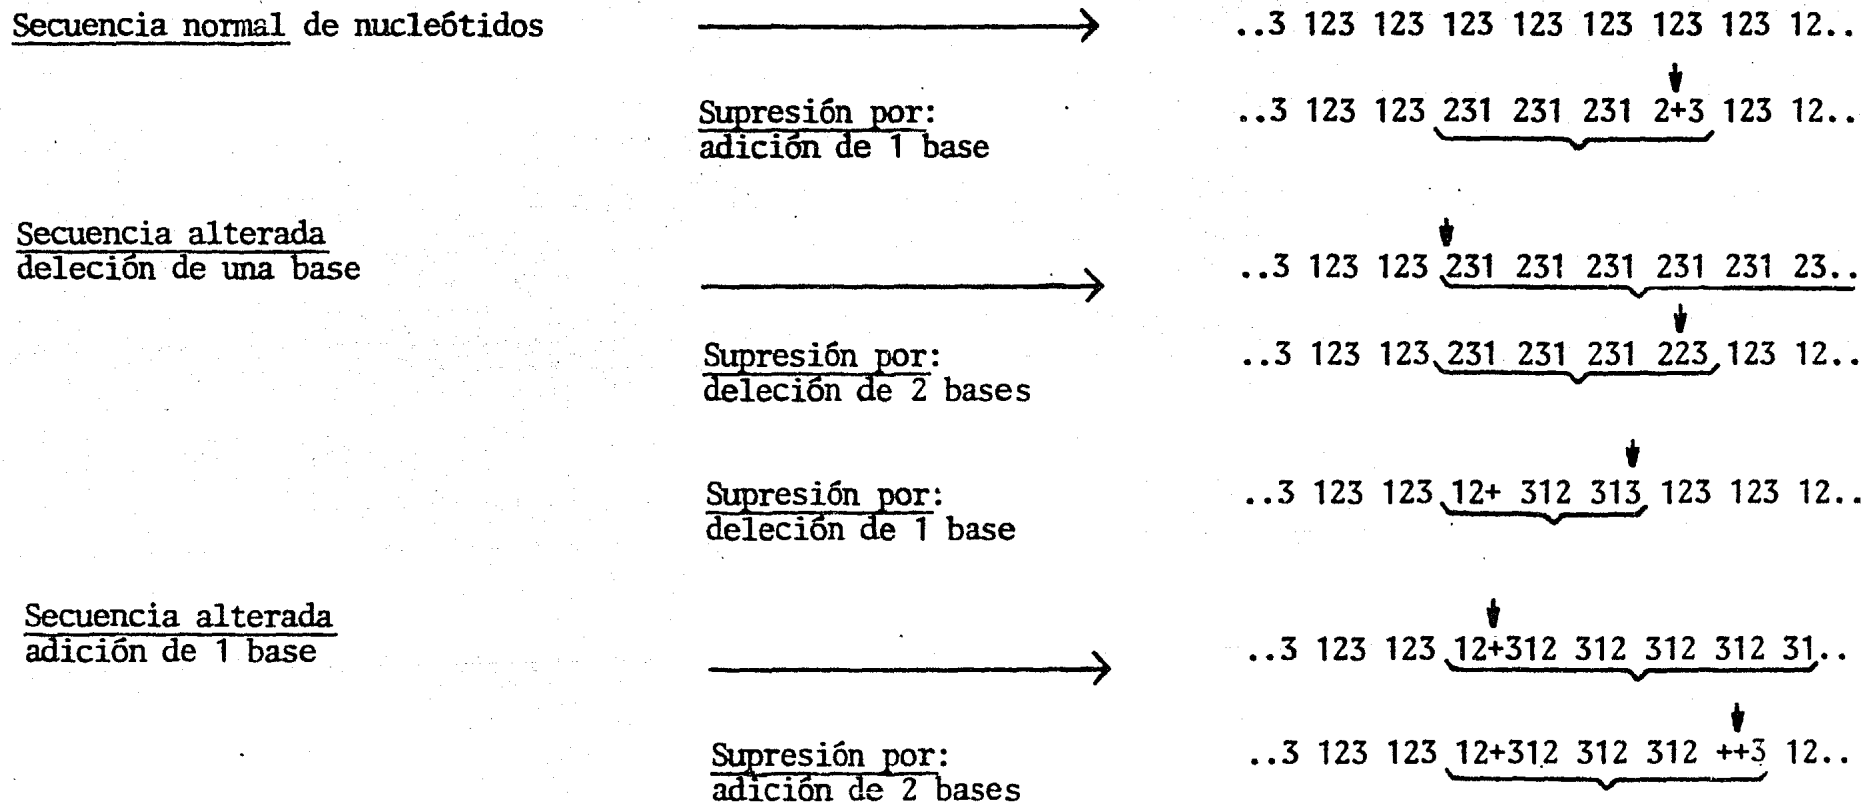 Secuencia normal de nucleótidos ..3 123 123 123 123 123 123 123 12..
Supresión por: ..3 123 123 231 231 231 2+3 123 12..
adición de 1 base
Secuencia alterada
deleción de una base ..3 123 123 231 231 231 231 231 23..
Supresión por: ..3 123 123 231 231 231 223 123 12..
deleción de 2 bases
Supresión por: ..3 123 123 12+ 312 313 123 123 12..
deleción de 1 base
Secuencia alterada
adición de 1 base ..3 123 123 12+312 312 312 312 31..
Supresión por: ..3 123 123 12+312 312 312 ++3 12..
adición de 2 bases